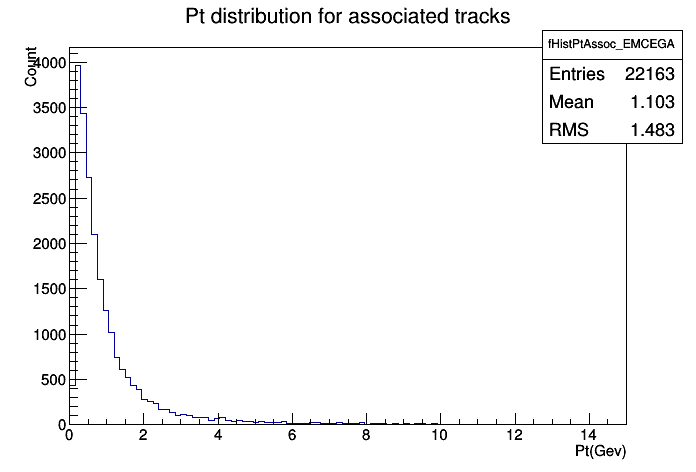 Pt distribution for associated tracks
fHistPtAssoc_EMCEGA
Entries 22163
Mean 1.103
RMS 1.483
Count
4000
3500
3000
2500
2000
1500
1000
500
0
0 2 4 6 8 10 12 14
Pt(Gev)